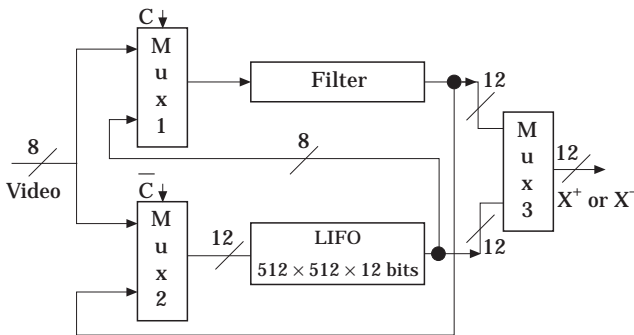 C
M
u
x
1
Filter
12
8
Video
8
M
u
x
3
12
X⁺ or X⁻
C̅
M
u
x
2
12
LIFO
512 × 512 × 12 bits
12